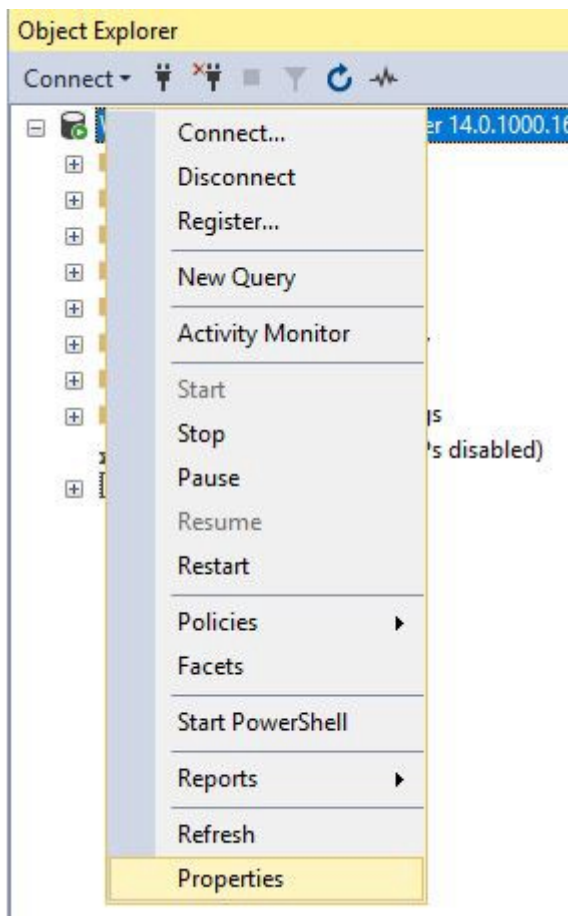 Object Explorer
Connect
er 14.0.1000.16
Connect...
Disconnect
Register...
New Query
Activity Monitor
Start
gs
Stop
's disabled)
Pause
Resume
Restart
Policies
Facets
Start PowerShell
Reports
Refresh
Properties